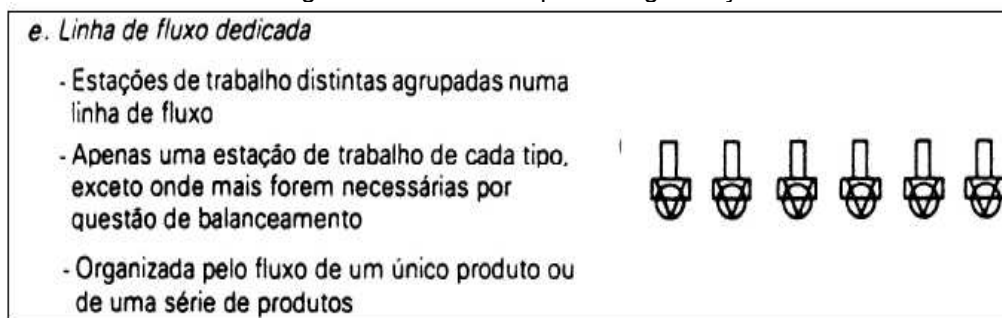 e. Linha de fluxo dedicada
- Estações de trabalho distintas agrupadas numa
linha de fluxo
- Apenas uma estação de trabalho de cada tipo,
exceto onde mais forem necessárias por
questão de balanceamento
- Organizada pelo fluxo de um único produto ou
de uma série de produtos